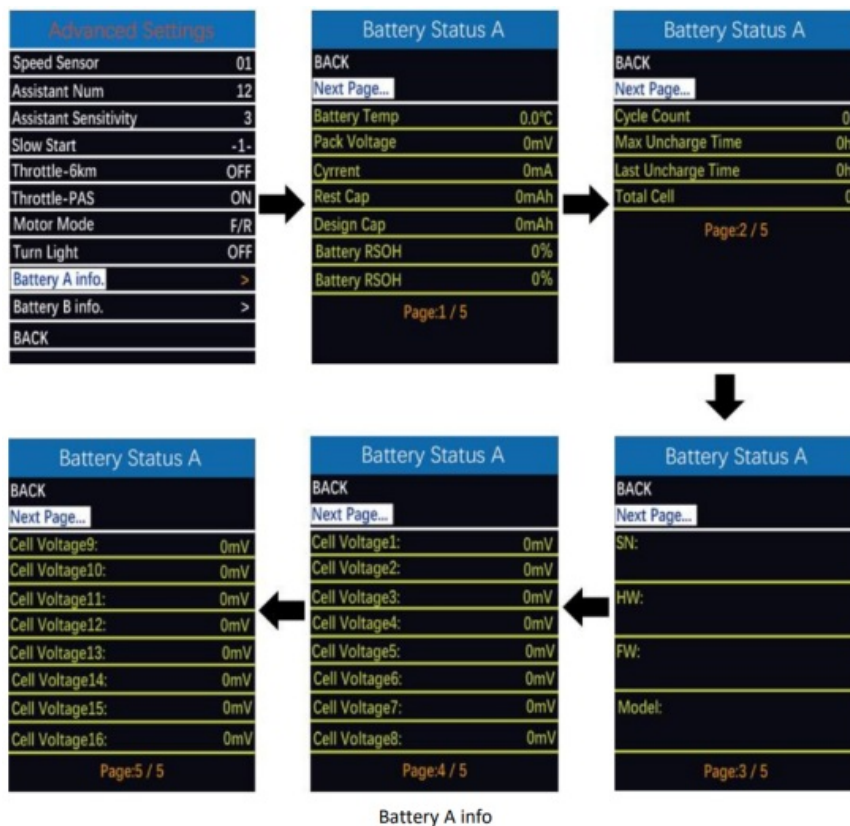 Advanced Settings
Speed Sensor 01
Assistant Num 12
Assistant Sensitivity 3
Slow Start -1-
Throttle-6km OFF
Throttle-PAS ON
Motor Mode F/R
Turn Light OFF
Battery A info. >
Battery B info. >
BACK
Battery Status A
BACK
Next Page...
Battery Temp 0.0°C
Pack Voltage 0mV
Cyrrent 0mA
Rest Cap 0mAh
Design Cap 0mAh
Battery RSOH 0%
Battery RSOH 0%
Page:1 / 5
Battery Status A
BACK
Next Page...
Cycle Count 0
Max Uncharge Time 0h
Last Uncharge Time 0h
Total Cell 0
Page:2 / 5
Battery Status A
BACK
Next Page...
SN:
HW:
FW:
Model:
Page:3 / 5
Battery Status A
BACK
Next Page...
Cell Voltage1: 0mV
Cell Voltage2: 0mV
Cell Voltage3: 0mV
Cell Voltage4: 0mV
Cell Voltage5: 0mV
Cell Voltage6: 0mV
Cell Voltage7: 0mV
Cell Voltage8: 0mV
Page:4 / 5
Battery Status A
BACK
Next Page...
Cell Voltage9: 0mV
Cell Voltage10: 0mV
Cell Voltage11: 0mV
Cell Voltage12: 0mV
Cell Voltage13: 0mV
Cell Voltage14: 0mV
Cell Voltage15: 0mV
Cell Voltage16: 0mV
Page:5 / 5
Battery A info